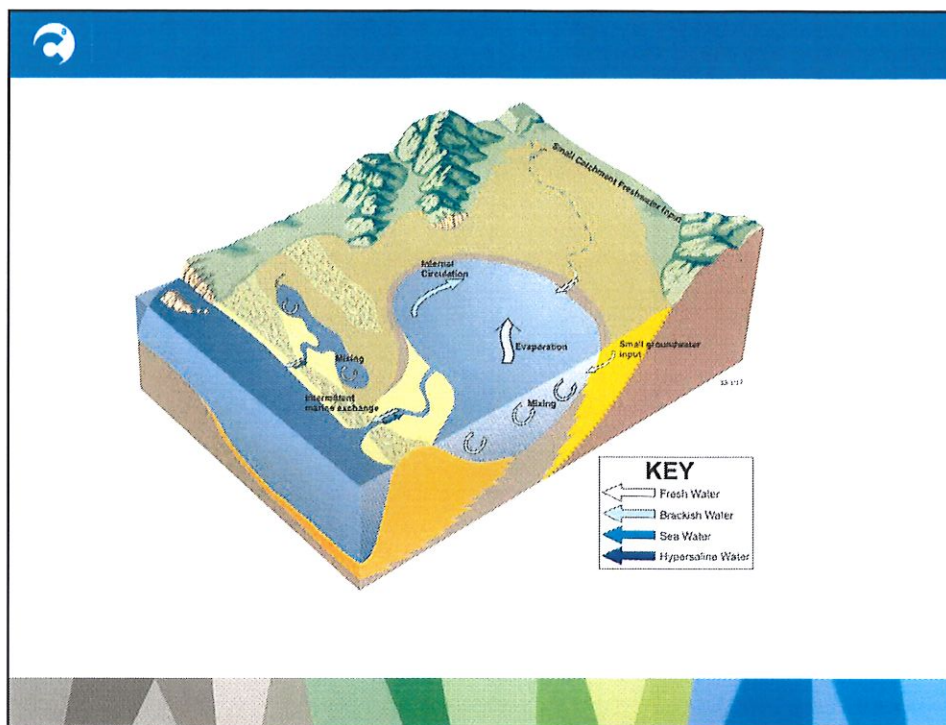 Small Catchment Freshwater Input
Internal
Circulation
Evaporation
Small groundwater
input
Mixing
Intermittent
marine exchange
Mixing
KEY
Fresh Water
Brackish Water
Sea Water
Hypersaline Water